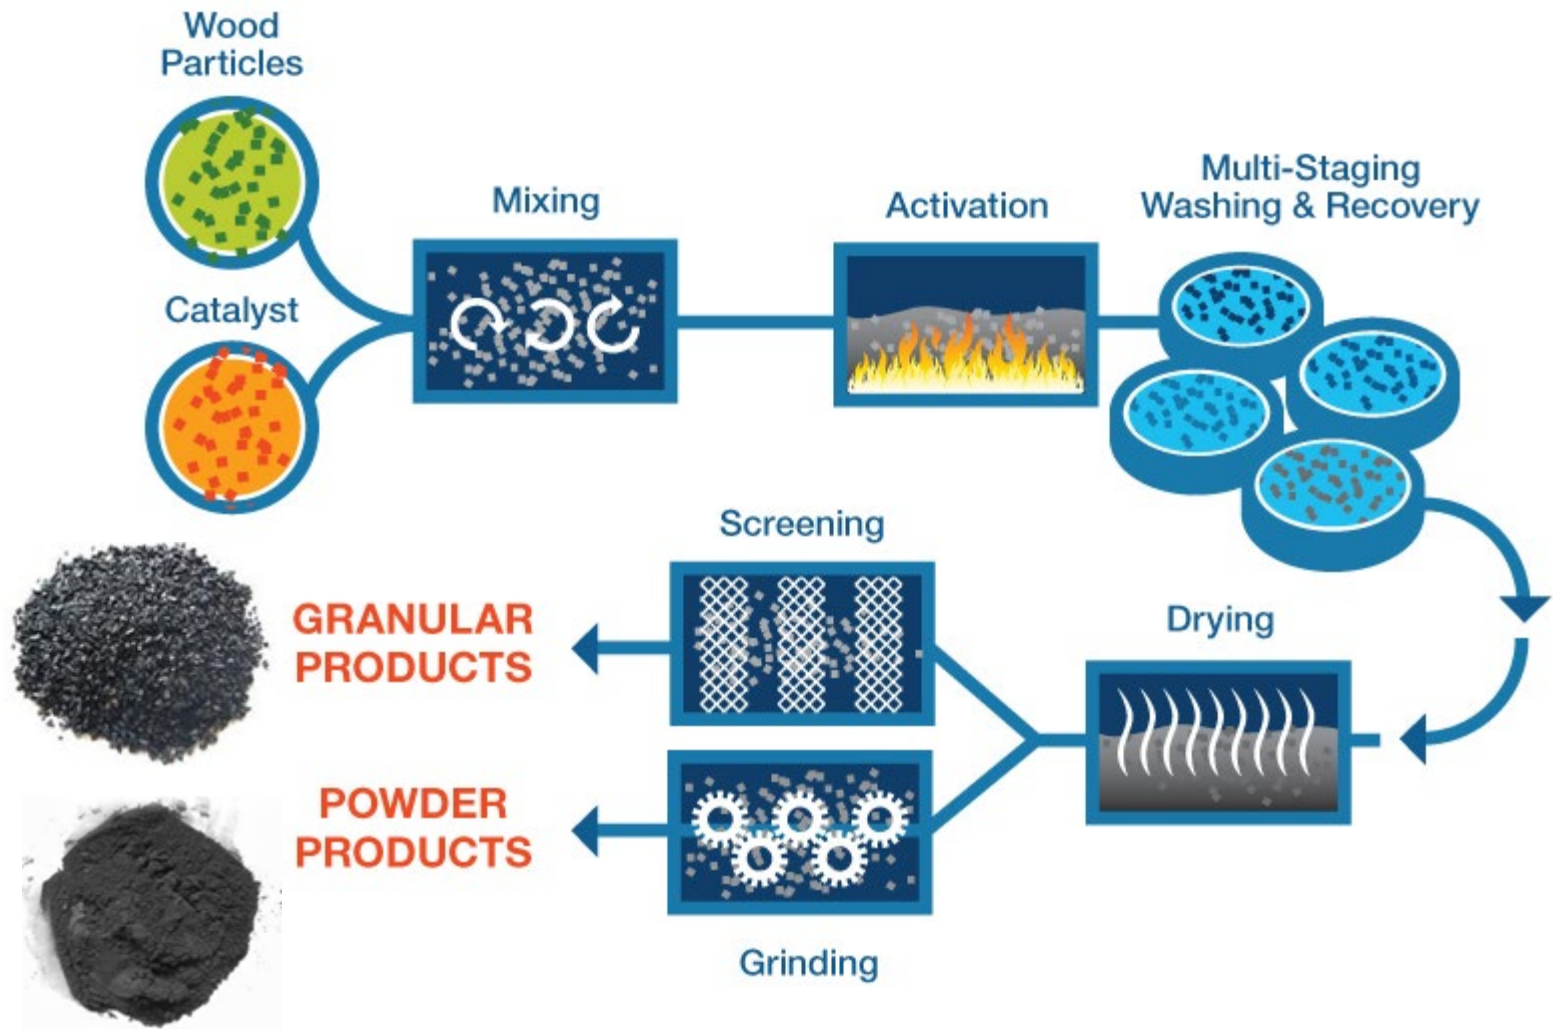 Wood
Particles
Catalyst
Mixing
Activation
Multi-Staging
Washing & Recovery
Drying
Screening
GRANULAR
PRODUCTS
Grinding
POWDER
PRODUCTS